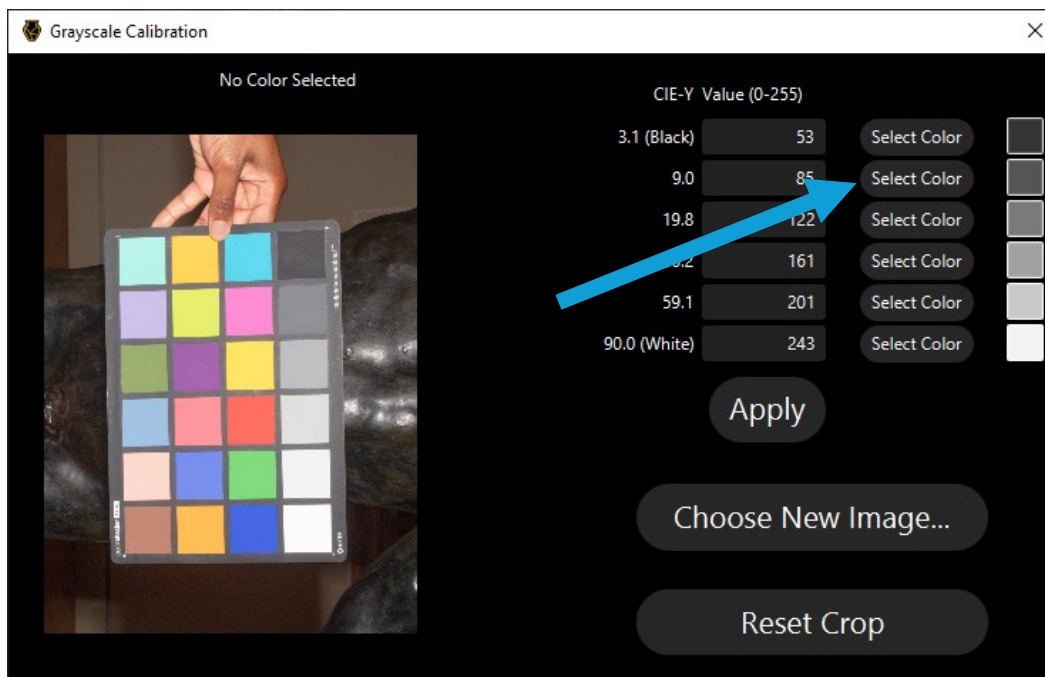 Grayscale Calibration
No Color Selected
CIE-Y Value (0-255)
3.1 (Black) 53 Select Color
9.0 85 Select Color
19.8 122 Select Color
161 Select Color
59.1 201 Select Color
90.0 (White) 243 Select Color
Apply
Choose New Image...
Reset Crop